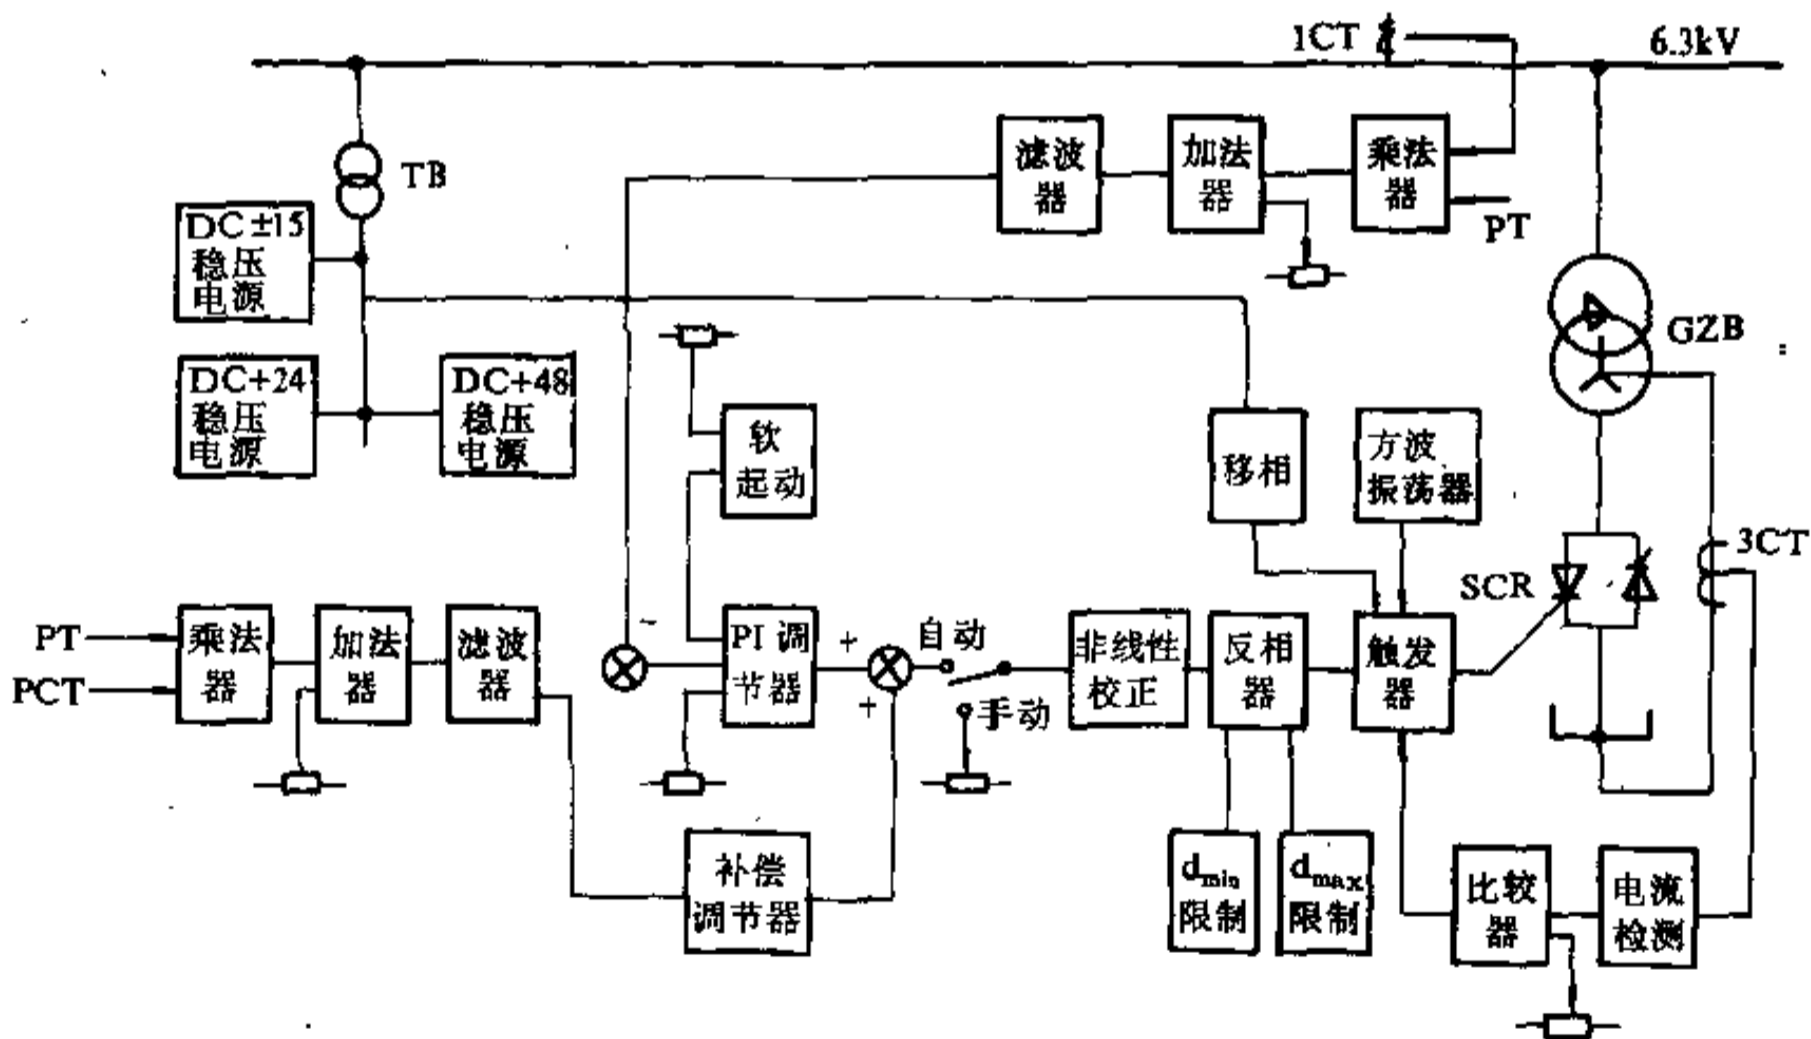 1CT
6.3kV
TB
滤波
器
加法
器
乘法
器
PT
DC±15
稳压
电源
GZB
DC+24
稳压
电源
DC+48
稳压
电源
软
起动
移相
方波
振荡器
3CT
SCR
PT
PCT
乘法
器
加法
器
滤波
器
-
PI调
节器
+
+
自动
手动
非线性
校正
反相
器
触发
器
补偿
调节器
dmin
限制
dmax
限制
比较
器
电流
检测